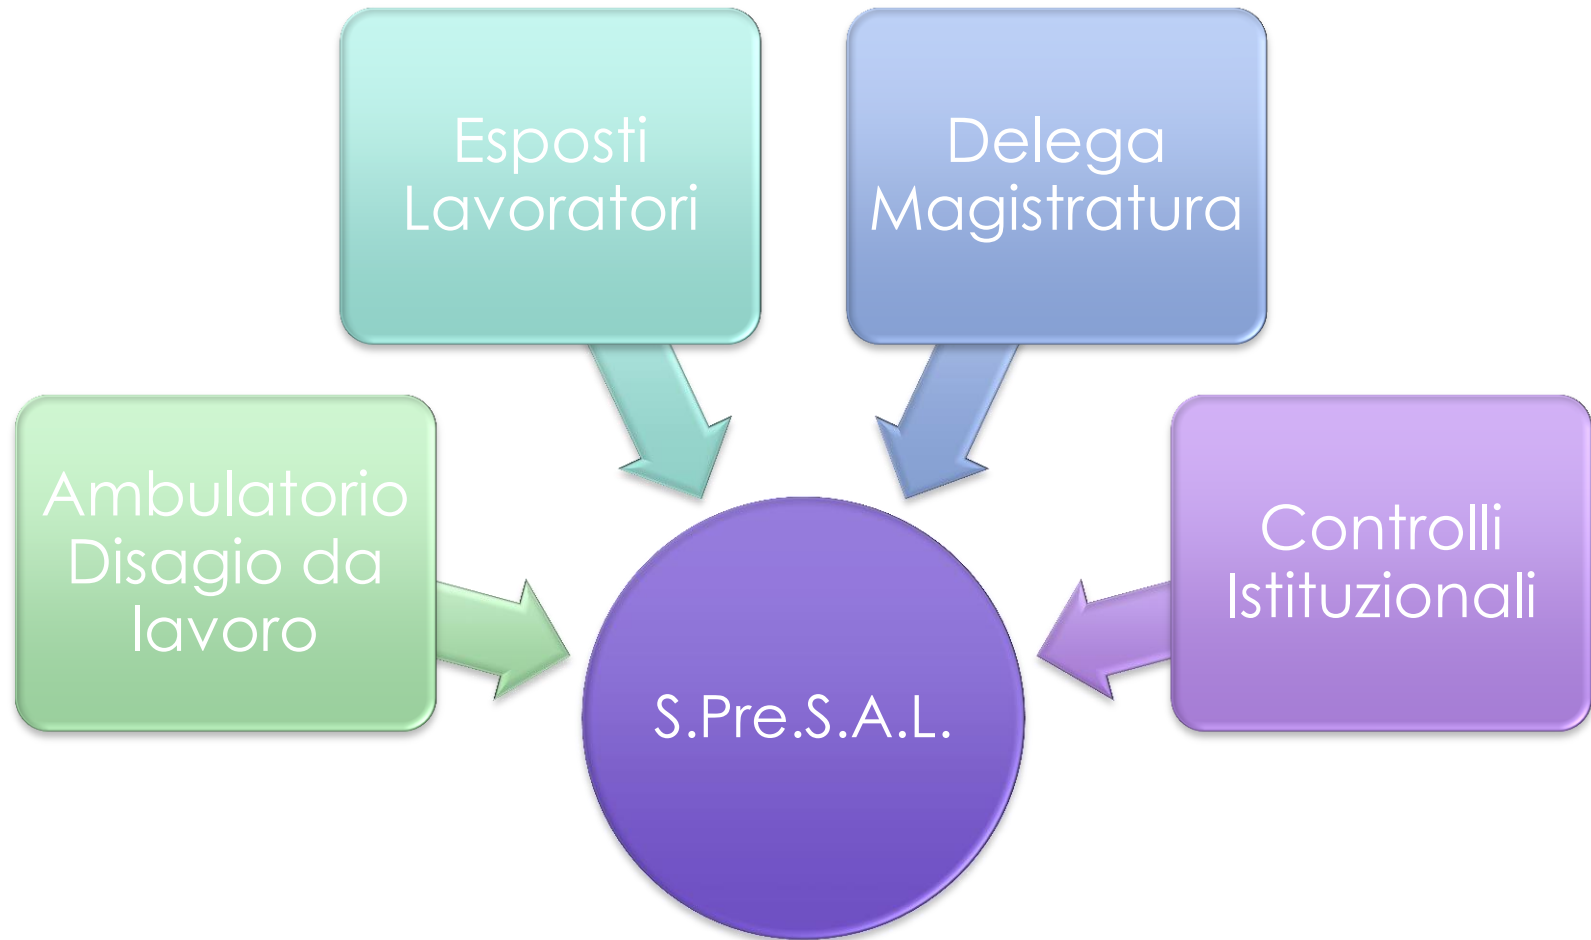 Esposti
Lavoratori
Delega
Magistratura
Ambulatorio
Disagio da
lavoro
Controlli
Istituzionali
S.Pre.S.A.L.